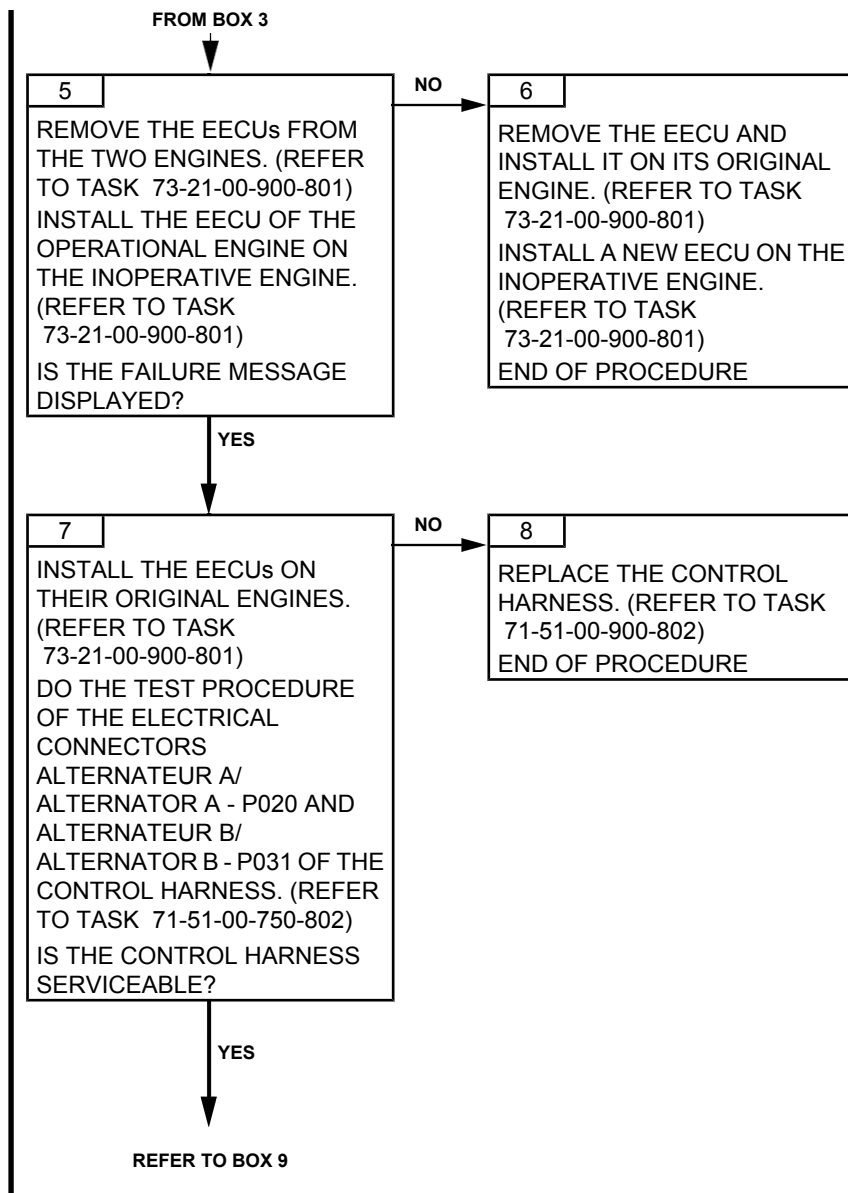 FROM BOX 3
5
REMOVE THE EECUs FROM
THE TWO ENGINES. (REFER
TO TASK 73-21-00-900-801)
INSTALL THE EECU OF THE
OPERATIONAL ENGINE ON
THE INOPERATIVE ENGINE.
(REFER TO TASK
73-21-00-900-801)
IS THE FAILURE MESSAGE
DISPLAYED?
NO
6
REMOVE THE EECU AND
INSTALL IT ON ITS ORIGINAL
ENGINE. (REFER TO TASK
73-21-00-900-801)
INSTALL A NEW EECU ON THE
INOPERATIVE ENGINE.
(REFER TO TASK
73-21-00-900-801)
END OF PROCEDURE
YES
7
INSTALL THE EECUs ON
THEIR ORIGINAL ENGINES.
(REFER TO TASK
73-21-00-900-801)
DO THE TEST PROCEDURE
OF THE ELECTRICAL
CONNECTORS
ALTERNATEUR A/
ALTERNATOR A - P020 AND
ALTERNATEUR B/
ALTERNATOR B - P031 OF THE
CONTROL HARNESS. (REFER
TO TASK 71-51-00-750-802)
IS THE CONTROL HARNESS
SERVICEABLE?
NO
8
REPLACE THE CONTROL
HARNESS. (REFER TO TASK
71-51-00-900-802)
END OF PROCEDURE
YES
REFER TO BOX 9